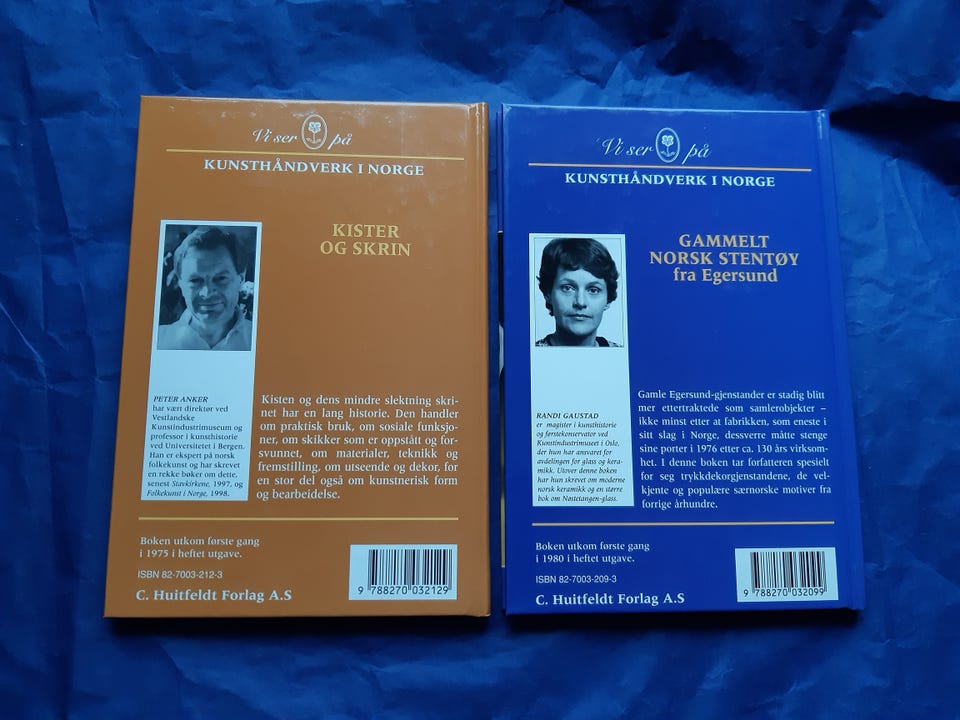 Vi ser på
KUNSTHÅNDVERK I NORGE
KISTER
OG SKRIN
PETER ANKER
har vært direktør ved
Vestlandske
Kunstindustrimuseum og
professor i kunsthistorie
ved Universitetet i Bergen.
Han er ekspert på norsk
folkekunst og har skrevet
en rekke bøker om dette,
senest Stavkirkene, 1997, og
Folkekunst i Norge, 1998.
Kisten og dens mindre slektning skri-
net har en lang historie. Den handler
om praktisk bruk, om sosiale funksjo-
ner, om skikker som er oppstått og for-
svunnet, om materialer, teknikk og
fremstilling, om utseende og dekor, for
en stor del også om kunstnerisk form
og bearbeidelse.
Boken utkom første gang
i 1975 i heftet utgave.
ISBN 82-7003-212-3
C. Huitfeldt Forlag A.S
9 788270 032129
Vi ser på
KUNSTHÅNDVERK I NORGE
GAMMELT
NORSK STENTØY
fra Egersund
RANDI GAUSTAD
er magister i kunsthistorie
og førstekonservator ved
Kunstindustrimuseet i Oslo,
der hun har ansvaret for
avdelingen for glass og kera-
mikk. Utover denne boken
har hun skrevet om moderne
norsk keramikk og en større
bok om Nøstetangen-glass.
Gamle Egersund-gjenstander er stadig blitt
mer ettertraktede som samlerobjekter –
ikke minst etter at fabrikken, som eneste i
sitt slag i Norge, dessverre måtte stenge
sine porter i 1976 etter ca. 130 års virksom-
het. I denne boken tar forfatteren spesielt
for seg trykkdekorgjenstandene, de vel-
kjente og populære særnorske motiver fra
forrige århundre.
Boken utkom første gang
i 1980 i heftet utgave.
ISBN 82-7003-209-3
C. Huitfeldt Forlag A.S
9 788270 032099